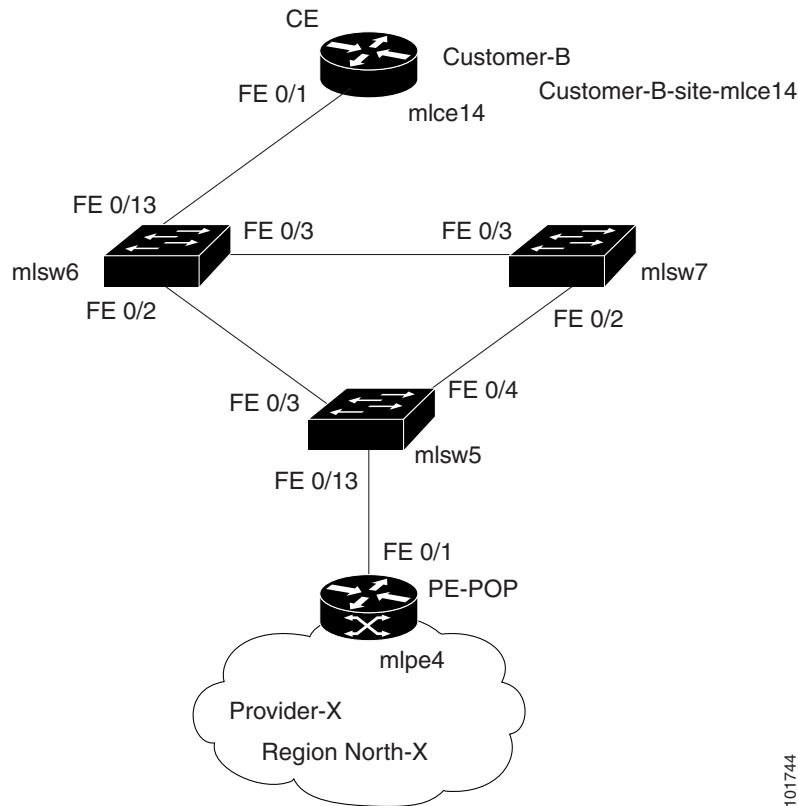 CE
Customer-B
FE 0/1
Customer-B-site-mlce14
mlce14
FE 0/13
FE 0/3
FE 0/3
mlsw6
mlsw7
FE 0/2
FE 0/2
FE 0/3
FE 0/4
mlsw5
FE 0/13
FE 0/1
PE-POP
mlpe4
Provider-X
Region North-X
101744